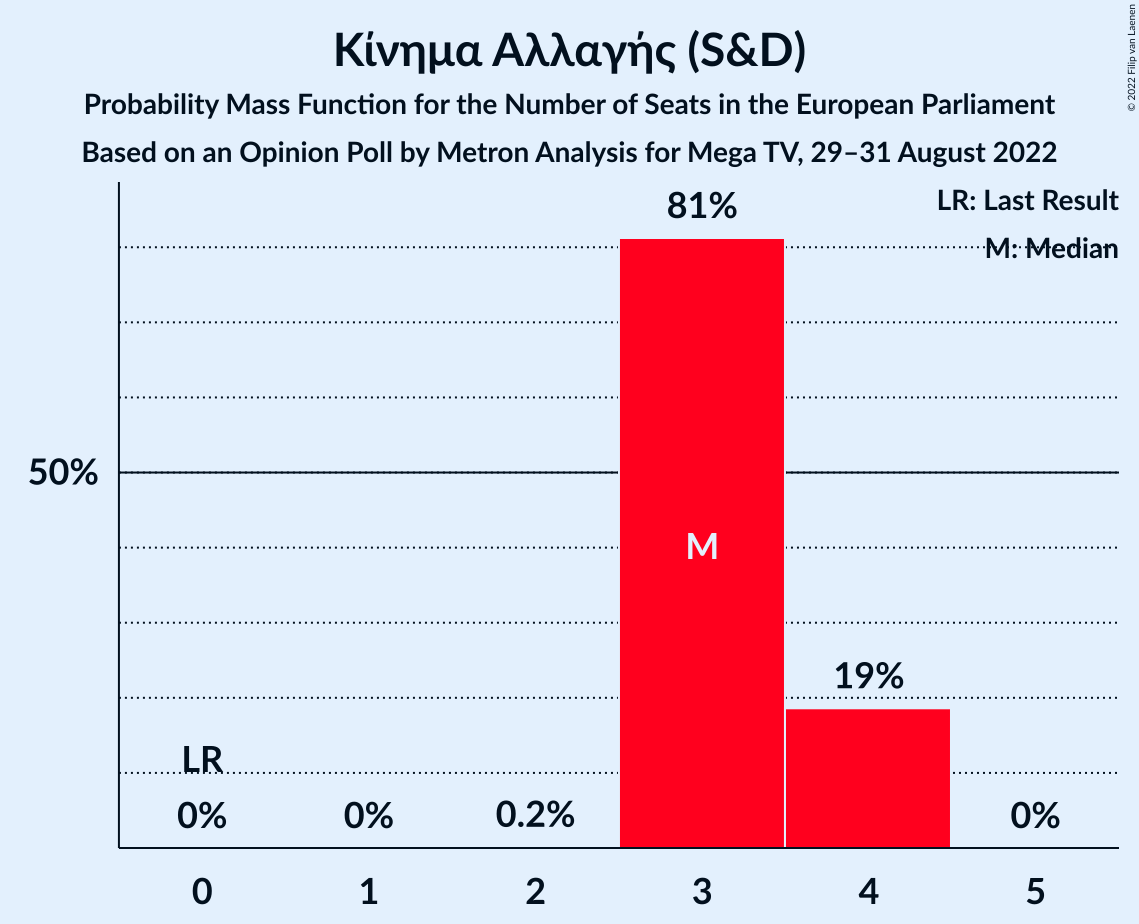 Κίνημα Αλλαγής (S&D)
Probability Mass Function for the Number of Seats in the European Parliament
Based on an Opinion Poll by Metron Analysis for Mega TV, 29–31 August 2022
© 2022 Filip van Laenen
LR: Last Result
M: Median
81%
50%
M
19%
LR
0%
0%
0.2%
0%
0
1
2
3
4
5